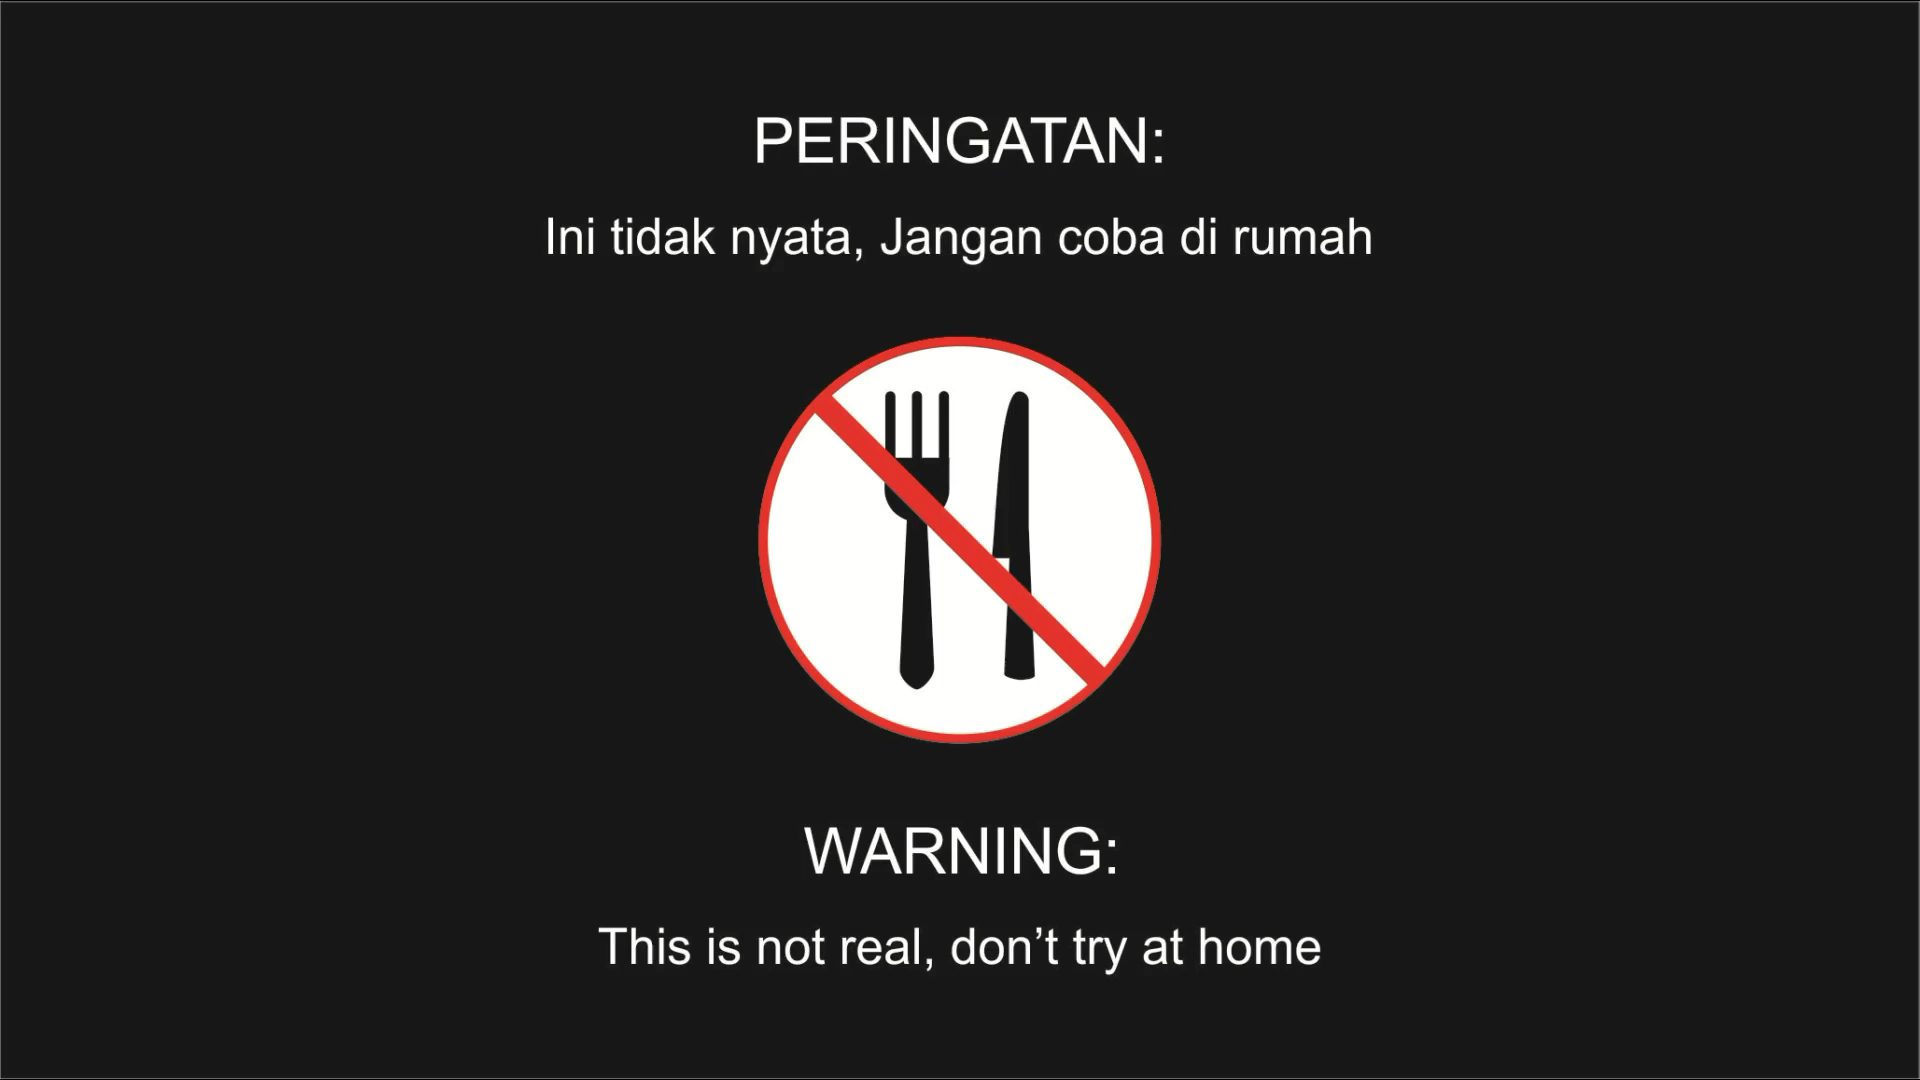 PERINGATAN:
Ini tidak nyata, Jangan coba di rumah
WARNING:
This is not real, don’t try at home